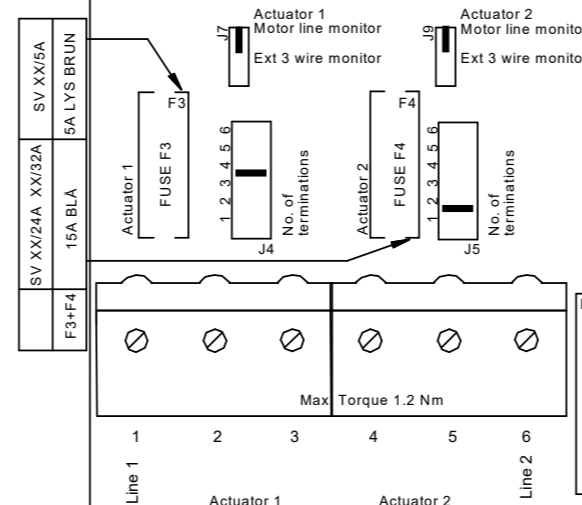 SV XX/5A
5A LYS BRUN
SV XX/24A XX/32A
15A BLA
F3+F4
Actuator 1
J7
Motor line monitor
Ext 3 wire monitor
Actuator 2
J9
Motor line monito
Ext 3 wire monito
Actuator 1
FUSE F3
F3
1 2 3 4 5 6
No. of
terminations
J4
Actuator 2
FUSE F4
F4
1 2 3 4 5 6
No. of
terminations
J5
Max Torque 1.2 Nm
1 2 3 4 5 6
Line 1
Actuator 1
Actuator 2
Line 2